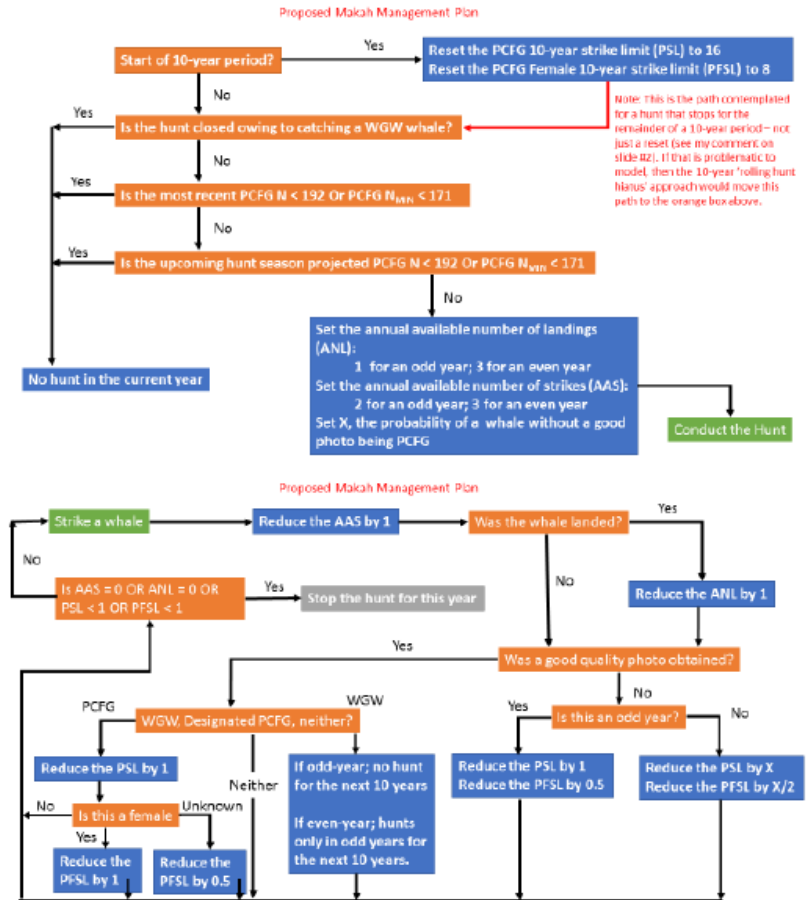 Proposed Makah Management Plan
Start of 10-year period?
Yes
Reset the PCFG 10-year strike limit (PSL) to 16
Reset the PCFG Female 10-year strike limit (PFSL) to 8
No
Note: This is the path contemplated
for a hunt that stops for the
remainder of a 10-year period – not
just a reset (see my comment on
slide #2). If that is problematic to
model, then the 10-year 'rolling hunt
hiatus' approach would move this
path to the orange box above.
Yes
Is the hunt closed owing to catching a WGW whale?
No
Yes
Is the most recent PCFG N < 192 Or PCFG NMIN < 171
No
Yes
Is the upcoming hunt season projected PCFG N < 192 Or PCFG NMIN < 171
No
Set the annual available number of landings
(ANL):
1 for an odd year; 3 for an even year
Set the annual available number of strikes (AAS):
2 for an odd year; 3 for an even year
Set X, the probability of a whale without a good
photo being PCFG
No hunt in the current year
Conduct the Hunt
Proposed Makah Management Plan
Strike a whale
Reduce the AAS by 1
Was the whale landed?
Yes
No
No
Is AAS = 0 OR ANL = 0 OR
PSL < 1 OR PFSL < 1
Yes
Stop the hunt for this year
Reduce the ANL by 1
Yes
Was a good quality photo obtained?
No
PCFG
WGW, Designated PCFG, neither?
WGW
Yes
Is this an odd year?
No
Reduce the PSL by 1
Neither
If odd-year; no hunt
for the next 10 years
If even-year; hunts
only in odd years for
the next 10 years.
Reduce the PSL by 1
Reduce the PFSL by 0.5
Reduce the PSL by X
Reduce the PFSL by X/2
No
Is this a female
Unknown
Yes
Reduce the
PFSL by 1
Reduce the
PFSL by 0.5